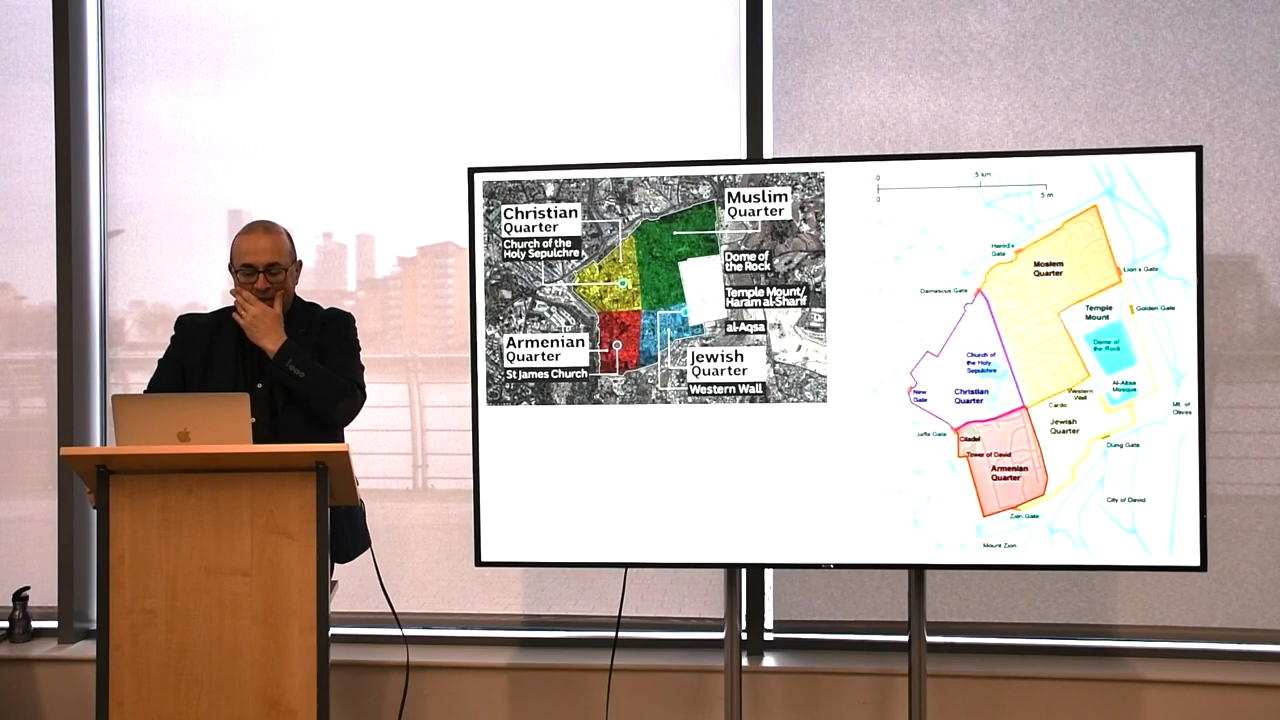 Christian
Quarter
Church of the
Holy Sepulchre
Muslim
Quarter
Dome of
the Rock
Temple Mount/
Haram al-Sharif
al-Aqsa
Armenian
Quarter
St James Church
Jewish
Quarter
Western Wall
0
.5 km
0
.5 m
Herod's
Gate
Moslem
Quarter
Lion's Gate
Damascus Gate
Temple
Mount
Golden Gate
Dome of
the Rock
Church of
the Holy
Sepulchre
Al-Aqsa
Mosque
New
Gate
Christian
Quarter
Western
Wall
Cardo
Mt. of
Olives
Jewish
Quarter
Jaffa Gate
Citadel
Tower of David
Dung Gate
Armenian
Quarter
City of David
Zion Gate
Mount Zion